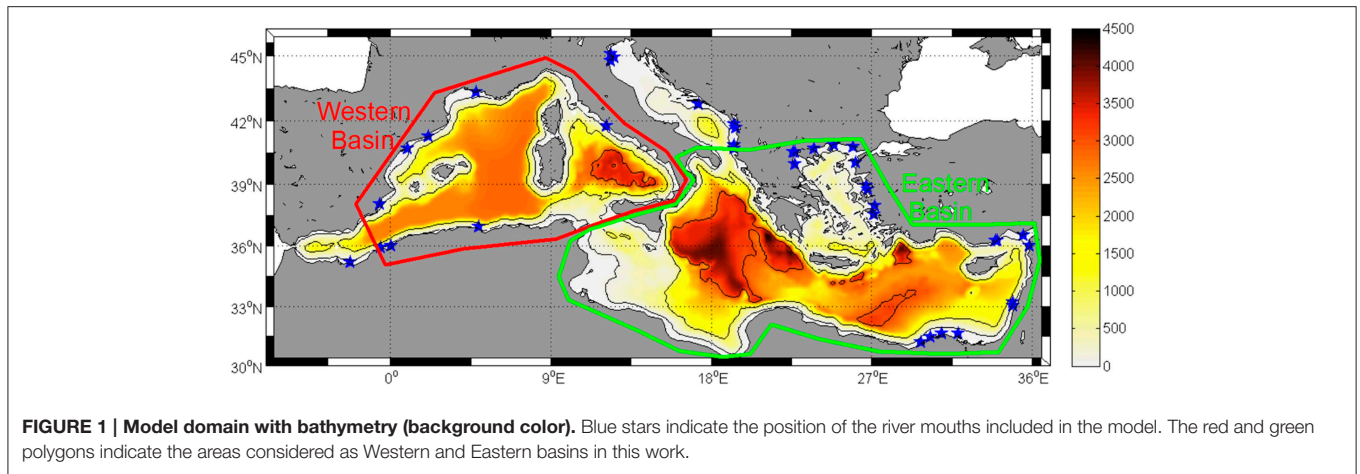 45°N
42°N
39°N
36°N
33°N
30°N
0°
9°E
18°E
27°E
36°E
Western
Basin
Eastern
Basin
4500
4000
3500
3000
2500
2000
1500
1000
500
0
FIGURE 1 | Model domain with bathymetry (background color). Blue stars indicate the position of the river mouths included in the model. The red and green
polygons indicate the areas considered as Western and Eastern basins in this work.